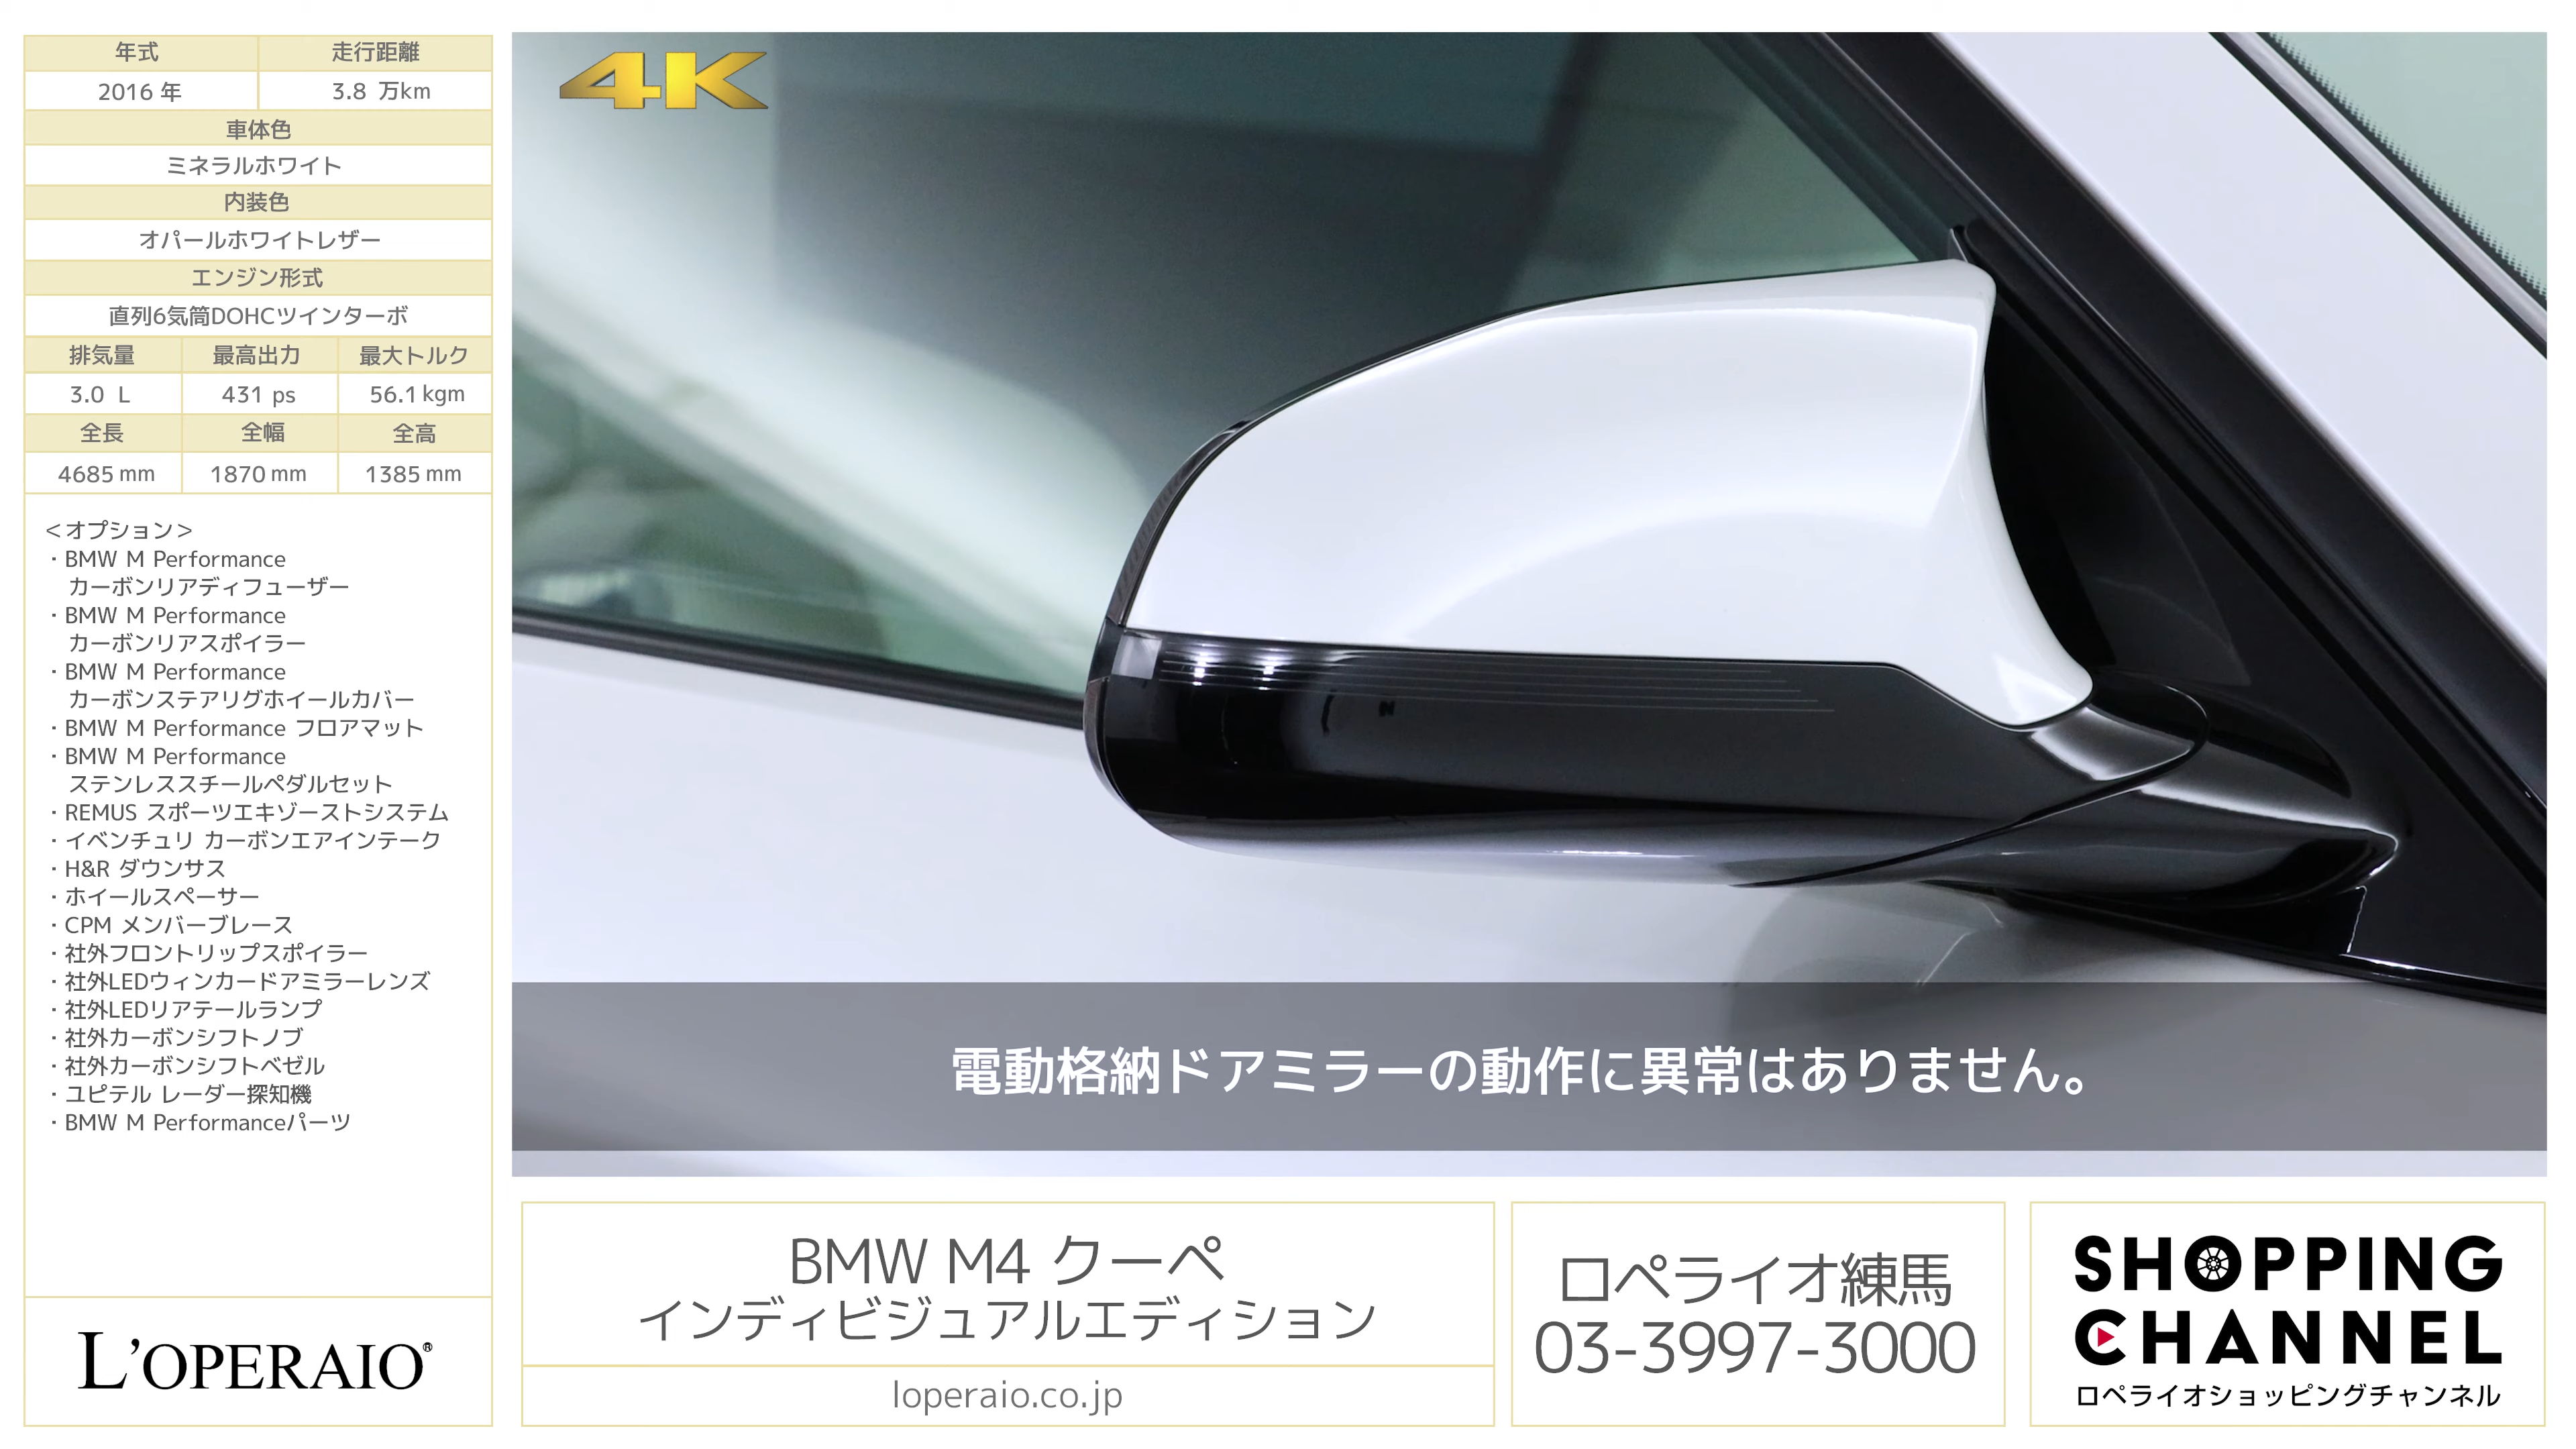 年式 走行距離
2016 年 3.8 万km
車体色
ミネラルホワイト
内装色
オパールホワイトレザー
エンジン形式
直列6気筒DOHCツインターボ
排気量 最高出力 最大トルク
3.0 L 431 ps 56.1 kgm
全長 全幅 全高
4685 mm 1870 mm 1385 mm
＜オプション＞
・BMW M Performance
カーボンリアディフューザー
・BMW M Performance
カーボンリアスポイラー
・BMW M Performance
カーボンステアリグホイールカバー
・BMW M Performance フロアマット
・BMW M Performance
ステンレススチールペダルセット
・REMUS スポーツエキゾーストシステム
・イベンチュリ カーボンエアインテーク
・H&R ダウンサス
・ホイールスペーサー
・CPM メンバーブレース
・社外フロントリップスポイラー
・社外LEDウィンカードアミラーレンズ
・社外LEDリアテールランプ
・社外カーボンシフトノブ
・社外カーボンシフトベゼル
・ユピテル レーダー探知機
・BMW M Performanceパーツ
L'OPERAIO®
4K
電動格納ドアミラーの動作に異常はありません。
BMW M4 クーペ
インディビジュアルエディション
loperaio.co.jp
ロペライオ練馬
03-3997-3000
SHOPPING
CHANNEL
ロペライオショッピングチャンネル